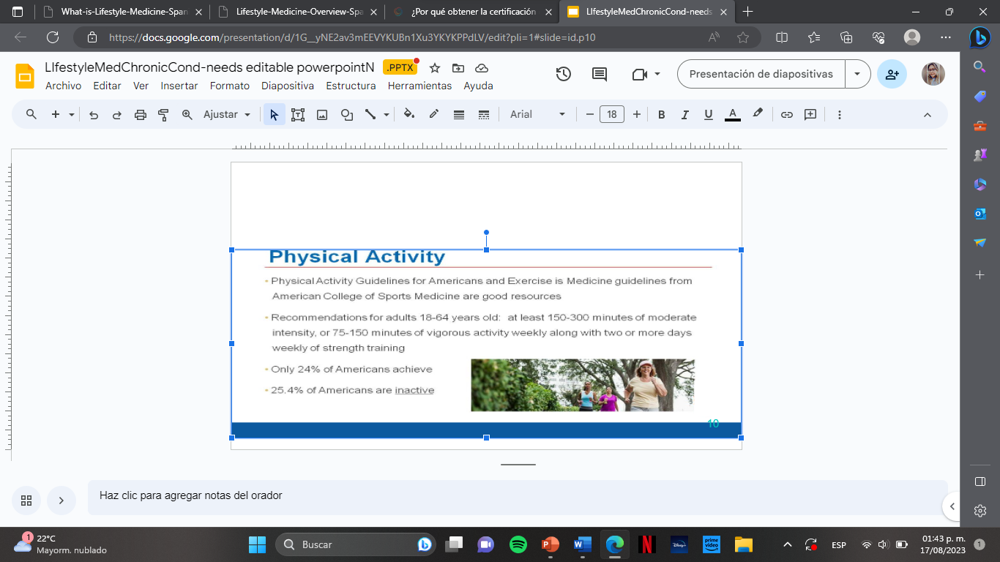 What-is-Lifestyle-Medicine-Span
Lifestyle-Medicine-Overview-Spa
¿Por qué obtener la certificación
LIfestyleMedChronicCond-needs
https://docs.google.com/presentation/d/1G__yNE2av3mEEVYKUBn1Xu3YKYKPPdLV/edit?pli=1#slide=id.p10
LIfestyleMedChronicCond-needs editable powerpointN
.PPTX
Archivo Editar Ver Insertar Formato Diapositiva Estructura Herramientas Ayuda
Presentación de diapositivas
Ajustar
Arial
18
B I U A
Physical Activity
• Physical Activity Guidelines for Americans and Exercise is Medicine guidelines from
American College of Sports Medicine are good resources
• Recommendations for adults 18-64 years old: at least 150-300 minutes of moderate
intensity, or 75-150 minutes of vigorous activity weekly along with two or more days
weekly of strength training
• Only 24% of Americans achieve
• 25.4% of Americans are inactive
10
Haz clic para agregar notas del orador
1
22°C
Mayorm. nublado
Buscar
ESP
01:43 p. m.
17/08/2023
1